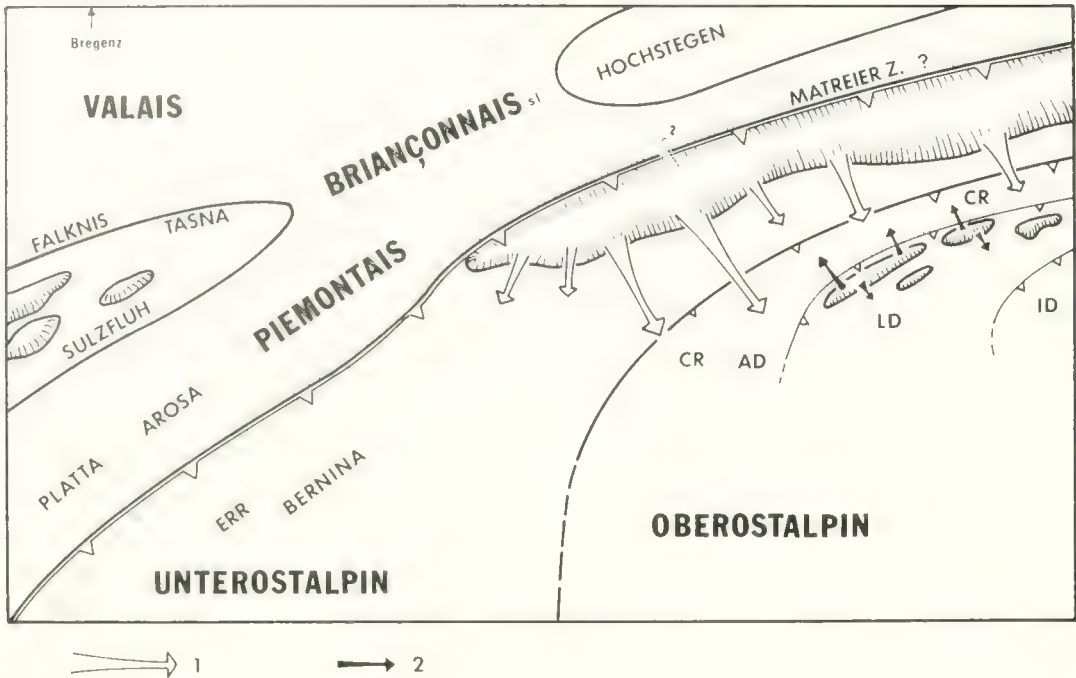 Bregenz
VALAIS
HOCHSTEGEN
BRIANÇONNAIS sl
MATREIER Z. ?
?
FALKNIS TASNA
SULZFLUH
PIEMONTAIS
CR
LD
ID
CR AD
PLATTA AROSA
ERR BERNINA
UNTEROSTALPIN
OBEROSTALPIN
1
2